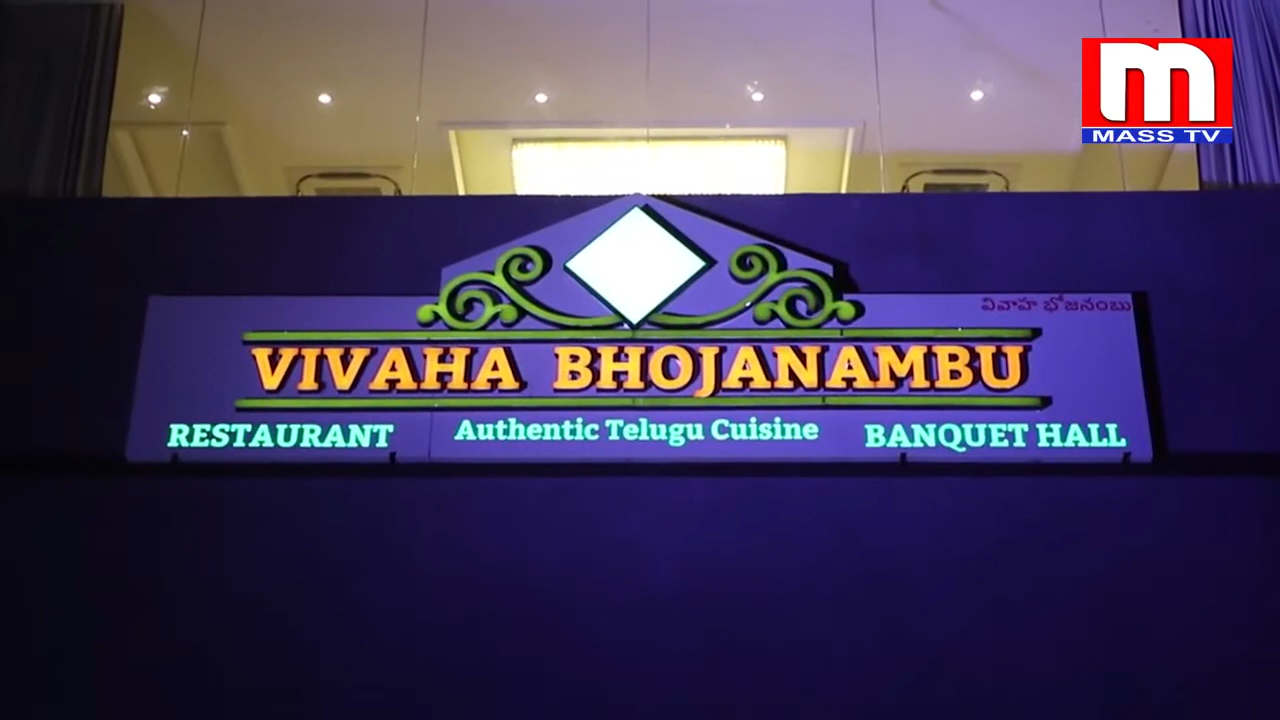 M
MASS TV
వివాహ భోజనంబు
VIVAHA BHOJANAMBU
RESTAURANT Authentic Telugu Cuisine BANQUET HALL